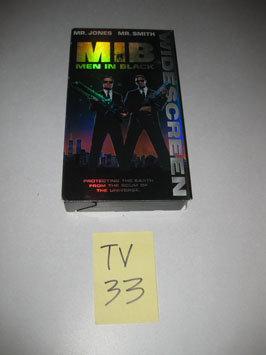 MR. JONES MR. SMITH
MIB
MEN IN BLACK
WIDESCREEN
PROTECTING THE EARTH
FROM THE SCUM OF
THE UNIVERSE.
TV
33